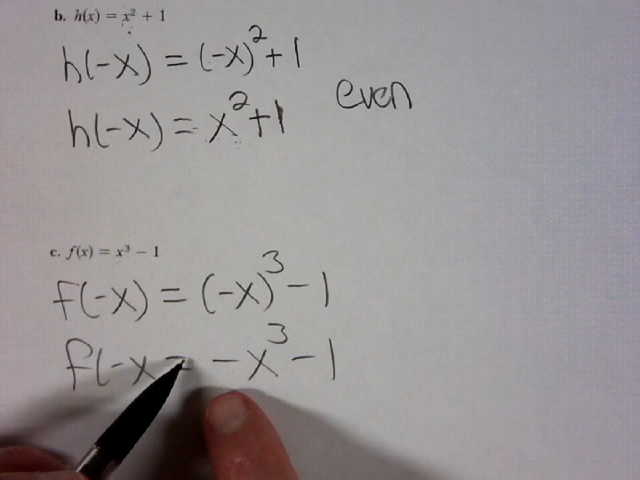 b. h(x) = x² + 1
h(-x) = (-x)² + 1
h(-x) = x² + 1
even
c. f(x) = x³ − 1
f(-x) = (-x)³ - 1
f(-x = -x³ - 1